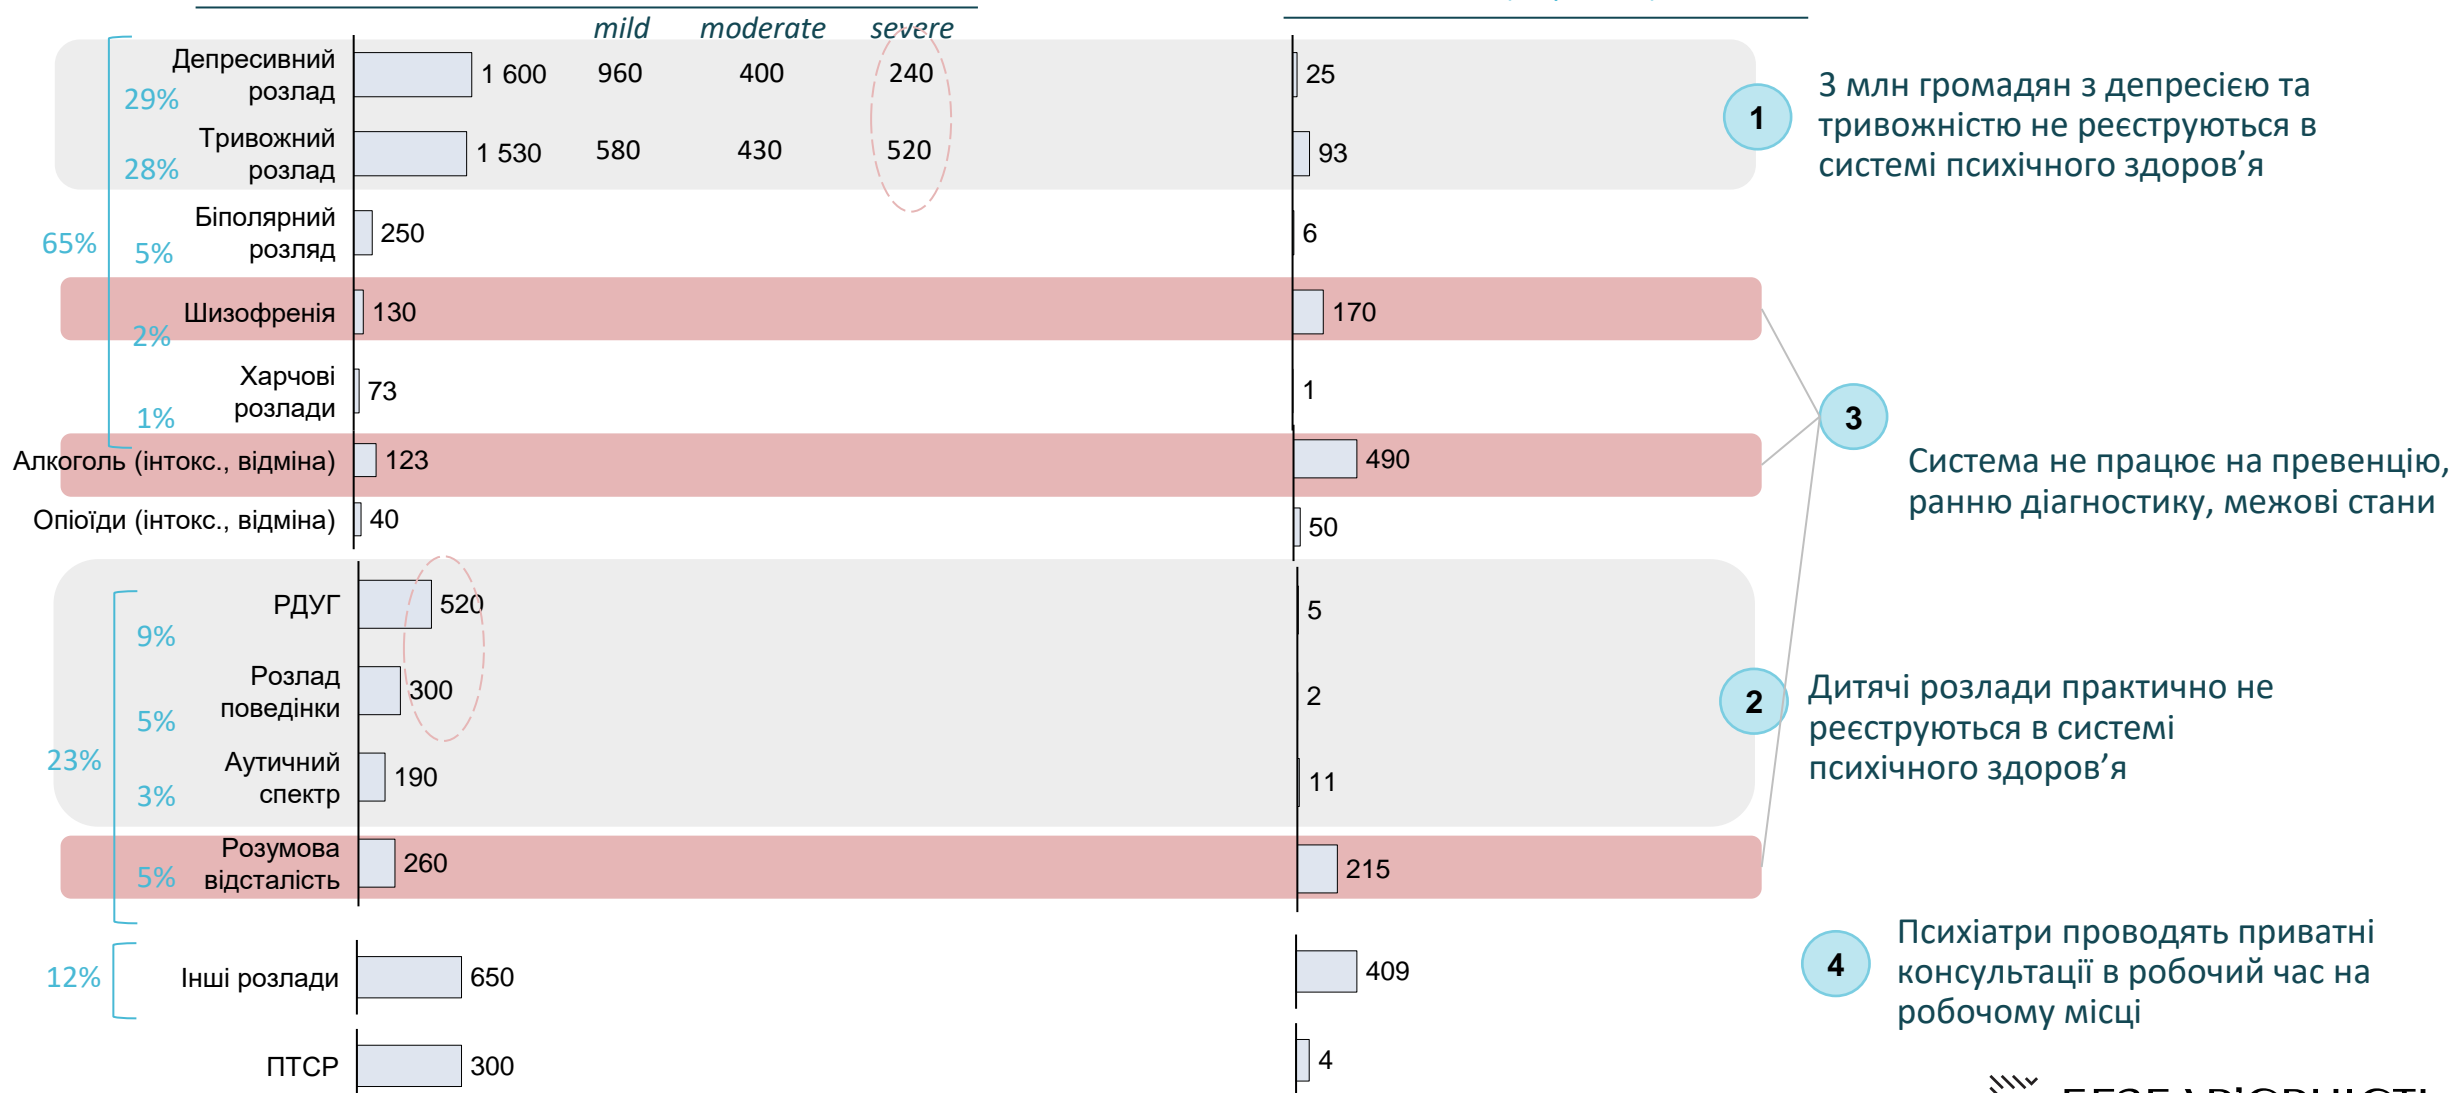 mild moderate severe
Депресивний
розлад
29%
1 600 960 400 240
25
Тривожний
розлад
28%
1 530 580 430 520
93
1
3 млн громадян з депресією та
тривожністю не реєструються в
системі психічного здоров’я
Біполярний
розляд
65%
5%
250
6
Шизофренія
2%
130
170
Харчові
розлади
1%
73
1
Алкоголь (інтокс., відміна)
123
490
3
Система не працює на превенцію,
ранню діагностику, межові стани
Опіоїди (інтокс., відміна)
40
50
РДУГ
9%
520
5
Розлад
поведінки
5%
300
2
2
Дитячі розлади практично не
реєструються в системі
психічного здоров’я
23%
Аутичний
спектр
3%
190
11
Розумова
відсталість
5%
260
215
12%
Інші розлади
650
409
4
Психіатри проводять приватні
консультації в робочий час на
робочому місці
ПТСР
300
4